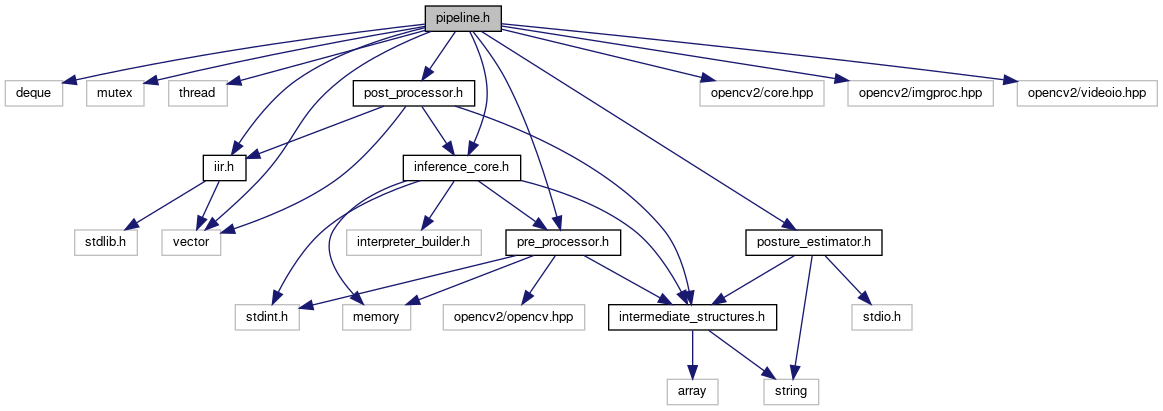 pipeline.h
deque
mutex
thread
post_processor.h
opencv2/core.hpp
opencv2/imgproc.hpp
opencv2/videoio.hpp
iir.h
inference_core.h
stdlib.h
vector
interpreter_builder.h
pre_processor.h
posture_estimator.h
stdint.h
memory
opencv2/opencv.hpp
intermediate_structures.h
stdio.h
array
string